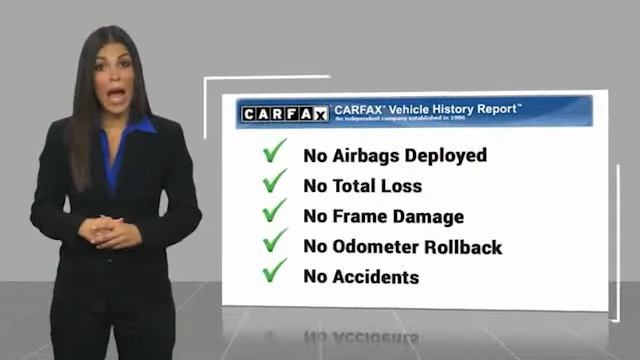 CARFAX CARFAX® Vehicle History Report™
An independent company established in 1986
No Airbags Deployed
No Total Loss
No Frame Damage
No Odometer Rollback
No Accidents